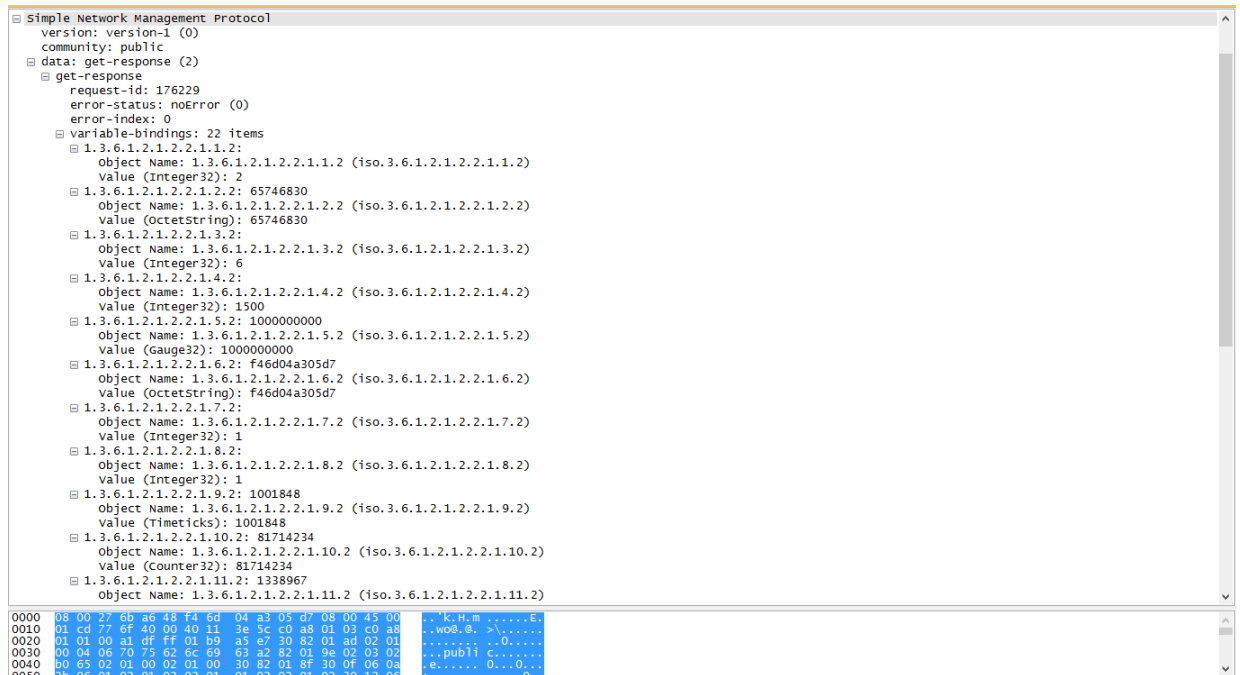 Simple Network Management Protocol
version: version-1 (0)
community: public
data: get-response (2)
get-response
request-id: 176229
error-status: noError (0)
error-index: 0
variable-bindings: 22 items
1.3.6.1.2.1.2.2.1.1.2:
Object Name: 1.3.6.1.2.1.2.2.1.1.2 (iso.3.6.1.2.1.2.2.1.1.2)
Value (Integer32): 2
1.3.6.1.2.1.2.2.1.2.2: 65746830
Object Name: 1.3.6.1.2.1.2.2.1.2.2 (iso.3.6.1.2.1.2.2.1.2.2)
Value (OctetString): 65746830
1.3.6.1.2.1.2.2.1.3.2:
Object Name: 1.3.6.1.2.1.2.2.1.3.2 (iso.3.6.1.2.1.2.2.1.3.2)
Value (Integer32): 6
1.3.6.1.2.1.2.2.1.4.2:
Object Name: 1.3.6.1.2.1.2.2.1.4.2 (iso.3.6.1.2.1.2.2.1.4.2)
Value (Integer32): 1500
1.3.6.1.2.1.2.2.1.5.2: 1000000000
Object Name: 1.3.6.1.2.1.2.2.1.5.2 (iso.3.6.1.2.1.2.2.1.5.2)
Value (Gauge32): 1000000000
1.3.6.1.2.1.2.2.1.6.2: f46d04a305d7
Object Name: 1.3.6.1.2.1.2.2.1.6.2 (iso.3.6.1.2.1.2.2.1.6.2)
Value (OctetString): f46d04a305d7
1.3.6.1.2.1.2.2.1.7.2:
Object Name: 1.3.6.1.2.1.2.2.1.7.2 (iso.3.6.1.2.1.2.2.1.7.2)
Value (Integer32): 1
1.3.6.1.2.1.2.2.1.8.2:
Object Name: 1.3.6.1.2.1.2.2.1.8.2 (iso.3.6.1.2.1.2.2.1.8.2)
Value (Integer32): 1
1.3.6.1.2.1.2.2.1.9.2: 1001848
Object Name: 1.3.6.1.2.1.2.2.1.9.2 (iso.3.6.1.2.1.2.2.1.9.2)
Value (Timeticks): 1001848
1.3.6.1.2.1.2.2.1.10.2: 81714234
Object Name: 1.3.6.1.2.1.2.2.1.10.2 (iso.3.6.1.2.1.2.2.1.10.2)
Value (Counter32): 81714234
1.3.6.1.2.1.2.2.1.11.2: 1338967
Object Name: 1.3.6.1.2.1.2.2.1.11.2 (iso.3.6.1.2.1.2.2.1.11.2)
0000 08 00 27 6b a6 48 f4 6d 04 a3 05 d7 08 00 45 00 ..'k.H.m ......E.
0010 01 cd 77 6f 40 00 40 11 3e 5c c0 a8 01 03 c0 a8 ..wo@.@. >\......
0020 01 01 00 a1 df ff 01 b9 a5 e7 30 82 01 ad 02 01 ........ ..0.....
0030 00 04 06 70 75 62 6c 69 63 a2 82 01 9e 02 03 02 ...publi c.......
0040 b0 65 02 01 00 02 01 00 30 82 01 8f 30 0f 06 0a .e...... 0...0...